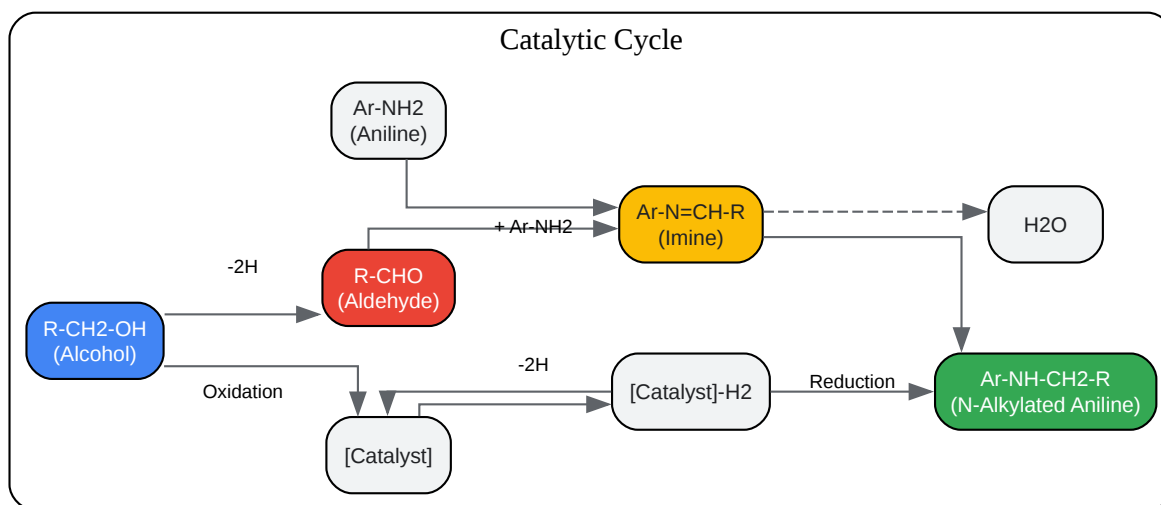 Catalytic Cycle
Ar-NH2
(Aniline)
Ar-N=CH-R
(Imine)
H2O
+ Ar-NH2
-2H
R-CHO
(Aldehyde)
R-CH2-OH
(Alcohol)
Oxidation
-2H
[Catalyst]-H2
Reduction
Ar-NH-CH2-R
(N-Alkylated Aniline)
[Catalyst]